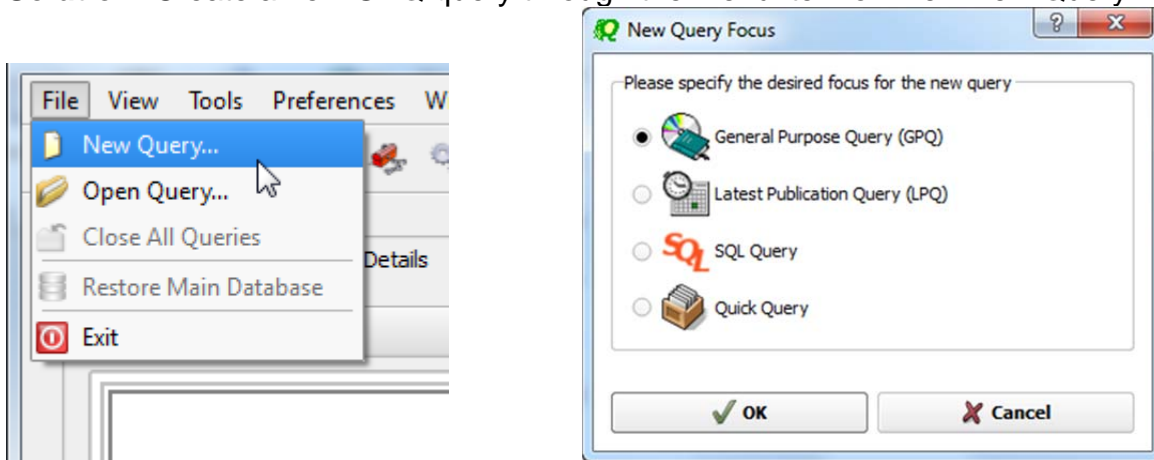 New Query Focus
File View Tools Preferences
New Query...
Open Query...
Close All Queries
Details
Restore Main Database
Exit
Please specify the desired focus for the new query
General Purpose Query (GPQ)
Latest Publication Query (LPQ)
SQL SQL Query
Quick Query
OK Cancel